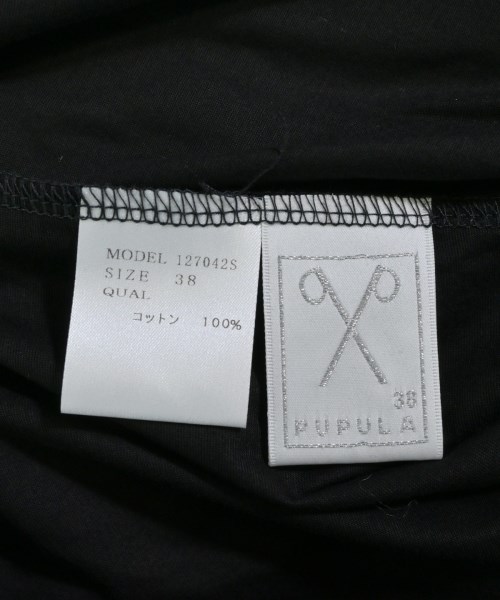 MODEL 127042S
SIZE 38
QUAL
コットン 100%
38
PUPULA